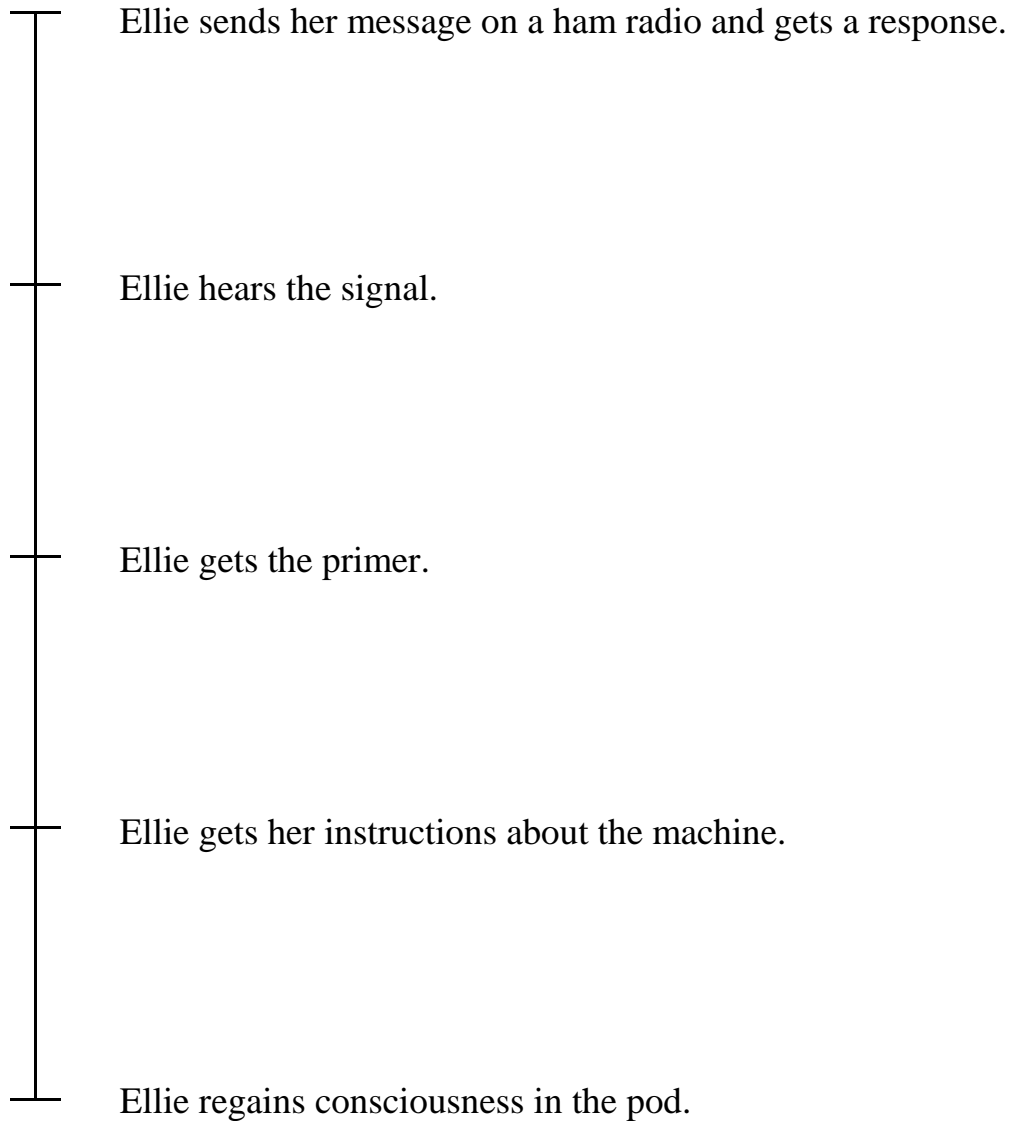 Ellie sends her message on a ham radio and gets a response.
Ellie hears the signal.
Ellie gets the primer.
Ellie gets her instructions about the machine.
Ellie regains consciousness in the pod.